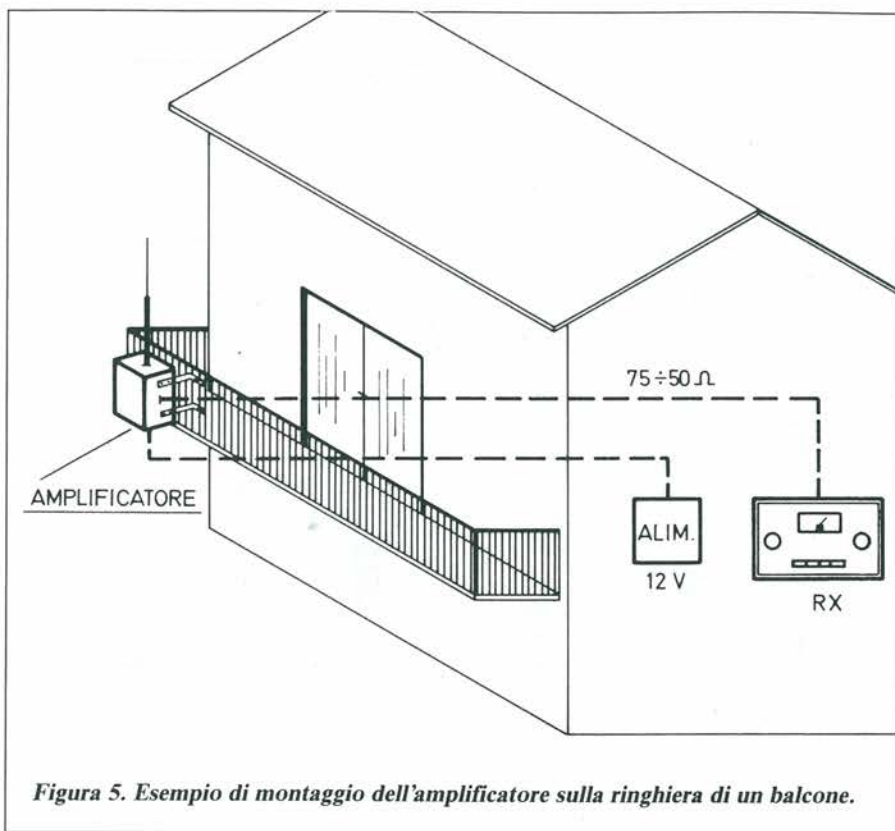 75÷50 Ω
AMPLIFICATORE
ALIM.
12 V
RX
Figura 5. Esempio di montaggio dell'amplificatore sulla ringhiera di un balcone.